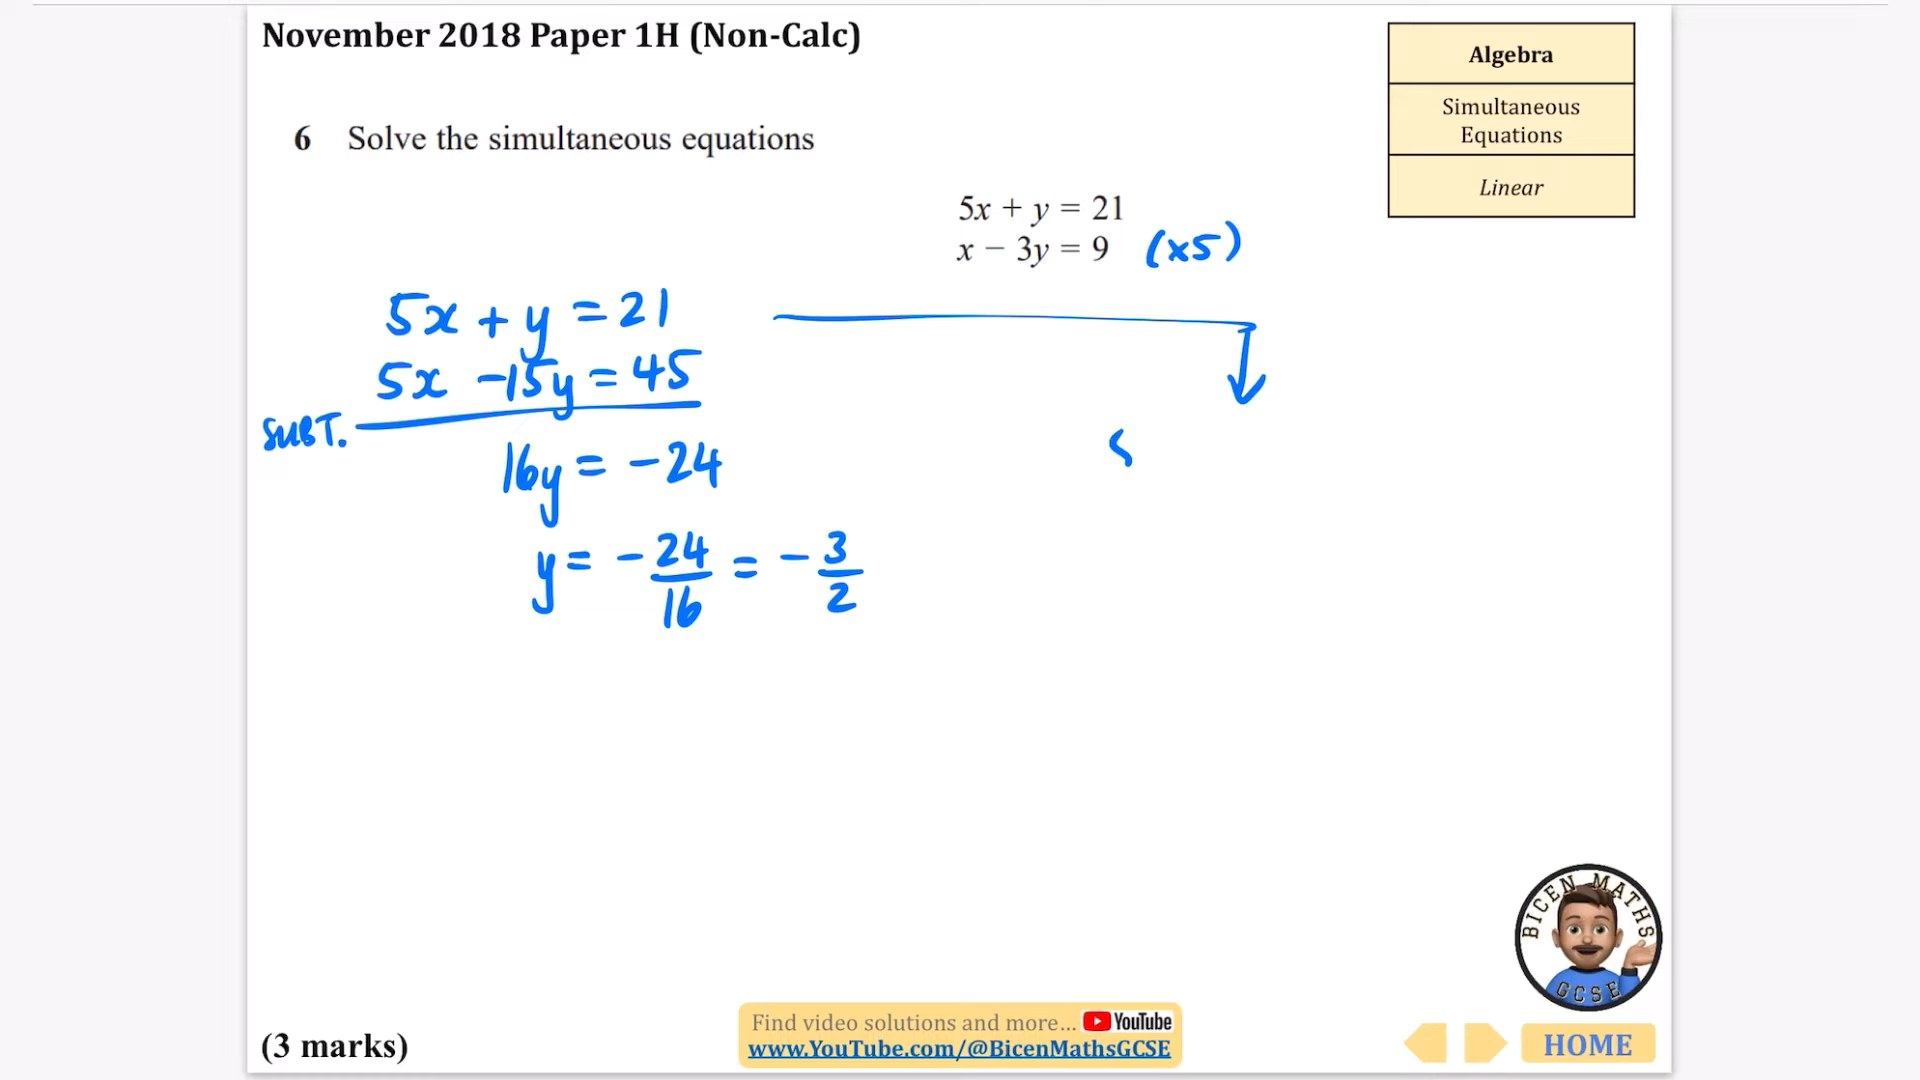 November 2018 Paper 1H (Non-Calc)
Algebra
Simultaneous
Equations
Linear
6 Solve the simultaneous equations
5x + y = 21
x − 3y = 9 (×5)
5x + y = 21
5x −15y = 45
SUBT.
16y = −24
y = −24/16 = −3/2
5
BICEN MATHS
GCSE
(3 marks)
Find video solutions and more... YouTube
www.YouTube.com/@BicenMathsGCSE
HOME